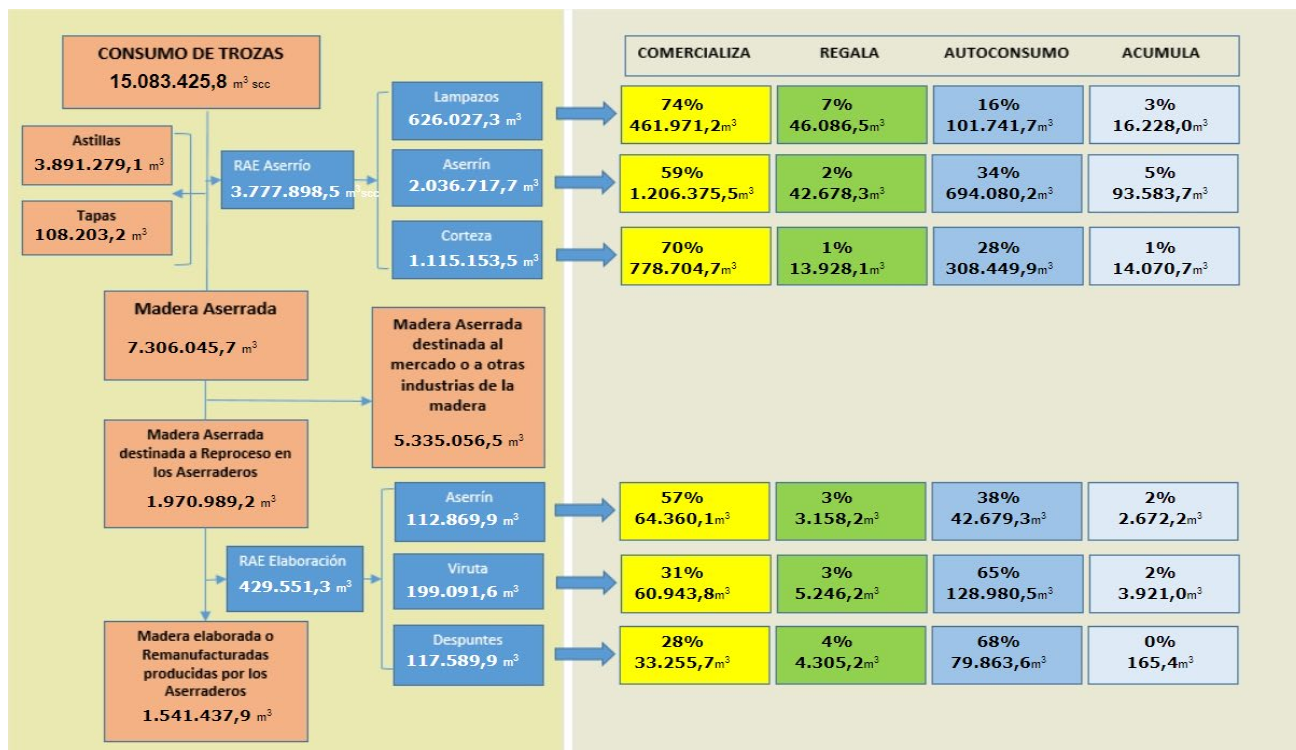 CONSUMO DE TROZAS
15.083.425,8 m³ scc
Astillas
3.891.279,1 m³
Tapas
108.203,2 m³
RAE Aserrío
3.777.898,5 m³scc
Lampazos
626.027,3 m³
Aserrín
2.036.717,7 m³
Corteza
1.115.153,5 m³
COMERCIALIZA REGALA AUTOCONSUMO ACUMULA
74% 7% 16% 3%
461.971,2m³ 46.086,5m³ 101.741,7m³ 16.228,0m³
59% 2% 34% 5%
1.206.375,5m³ 42.678,3m³ 694.080,2m³ 93.583,7m³
70% 1% 28% 1%
778.704,7m³ 13.928,1m³ 308.449,9m³ 14.070,7m³
Madera Aserrada
7.306.045,7 m³
Madera Aserrada
destinada al
mercado o a otras
industrias de la
madera
5.335.056,5 m³
Madera Aserrada
destinada a Reproceso en
los Aserraderos
1.970.989,2 m³
RAE Elaboración
429.551,3 m³
Aserrín
112.869,9 m³
Viruta
199.091,6 m³
Despuntes
117.589,9 m³
57% 3% 38% 2%
64.360,1m³ 3.158,2m³ 42.679,3m³ 2.672,2m³
31% 3% 65% 2%
60.943,8m³ 5.246,2m³ 128.980,5m³ 3.921,0m³
28% 4% 68% 0%
33.255,7m³ 4.305,2m³ 79.863,6m³ 165,4m³
Madera elaborada o
Remanufacturadas
producidas por los
Aserraderos
1.541.437,9 m³